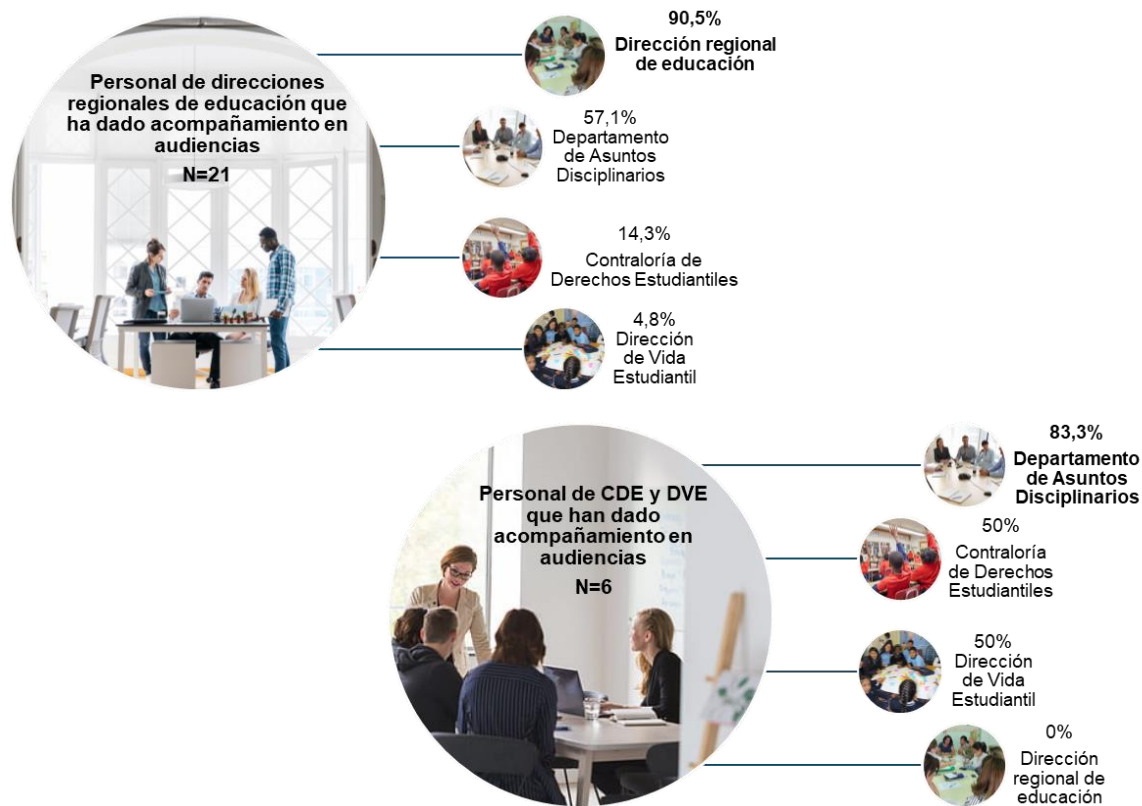 Personal de direcciones
regionales de educación que
ha dado acompañamiento en
audiencias
N=21
90,5%
Dirección regional
de educación
57,1%
Departamento
de Asuntos
Disciplinarios
14,3%
Contraloría de
Derechos Estudiantiles
4,8%
Dirección
de Vida
Estudiantil
Personal de CDE y DVE
que han dado
acompañamiento en
audiencias
N=6
83,3%
Departamento
de Asuntos
Disciplinarios
50%
Contraloría
de Derechos
Estudiantiles
50%
Dirección
de Vida
Estudiantil
0%
Dirección
regional de
educación